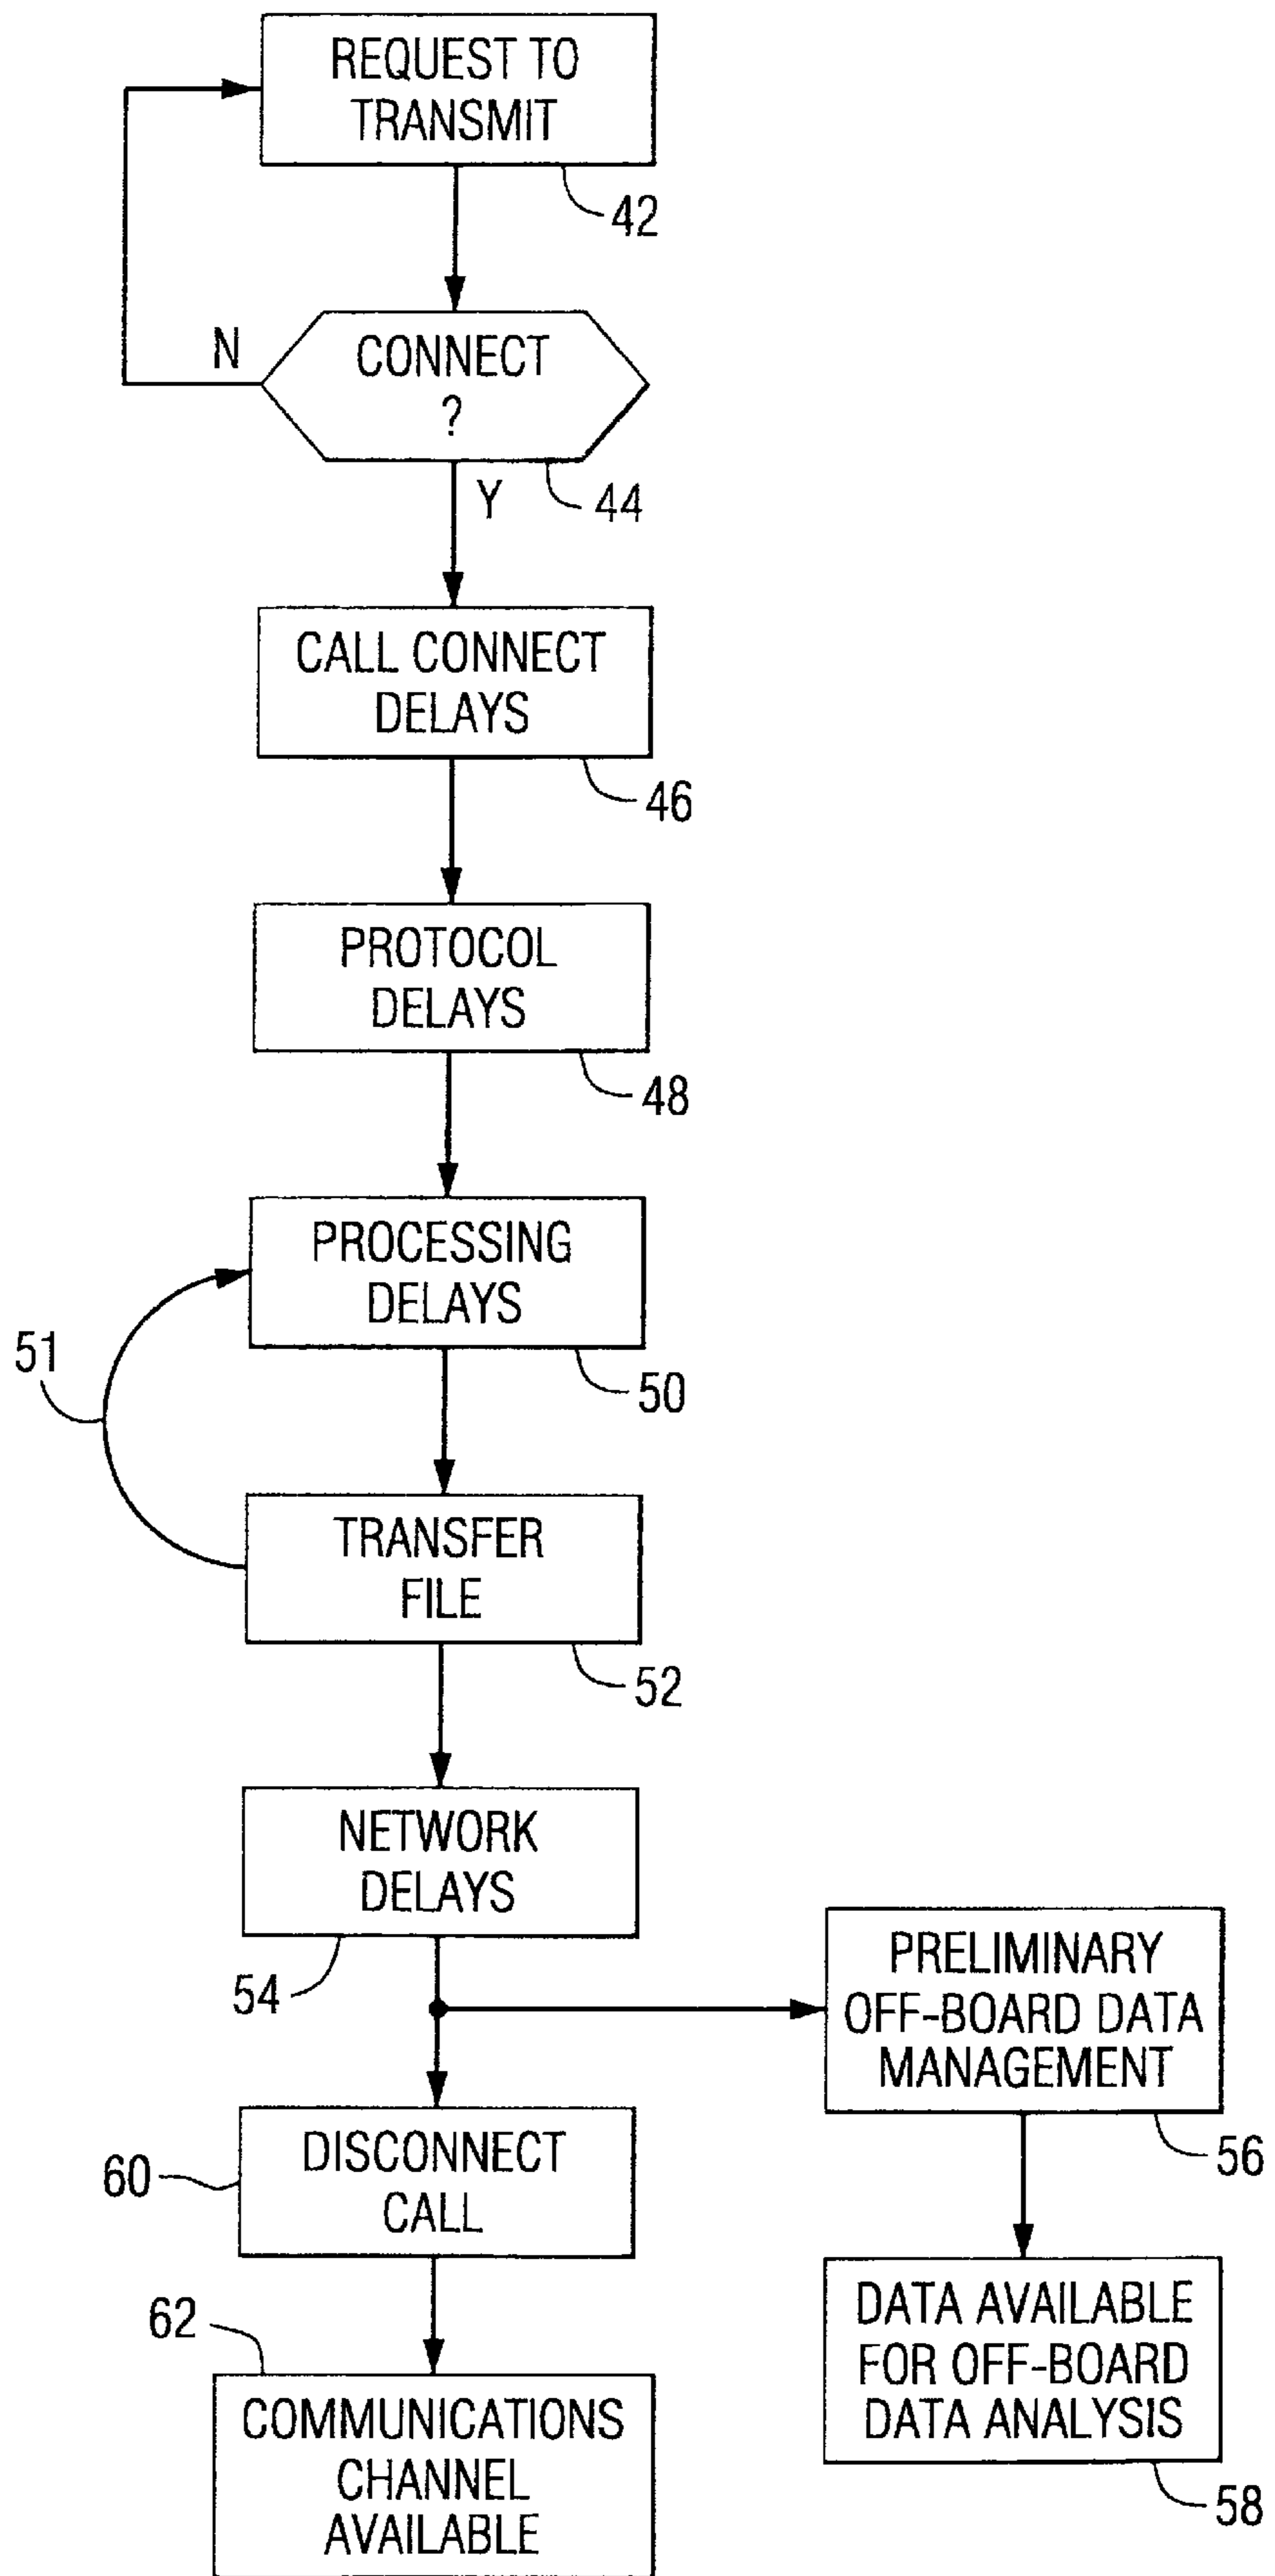 REQUEST TO
TRANSMIT
42
N
CONNECT
?
Y
44
CALL CONNECT
DELAYS
46
PROTOCOL
DELAYS
48
PROCESSING
DELAYS
51
50
TRANSFER
FILE
52
NETWORK
DELAYS
54
PRELIMINARY
OFF-BOARD DATA
MANAGEMENT
56
DISCONNECT
CALL
60
62
COMMUNICATIONS
CHANNEL
AVAILABLE
DATA AVAILABLE
FOR OFF-BOARD
DATA ANALYSIS
58